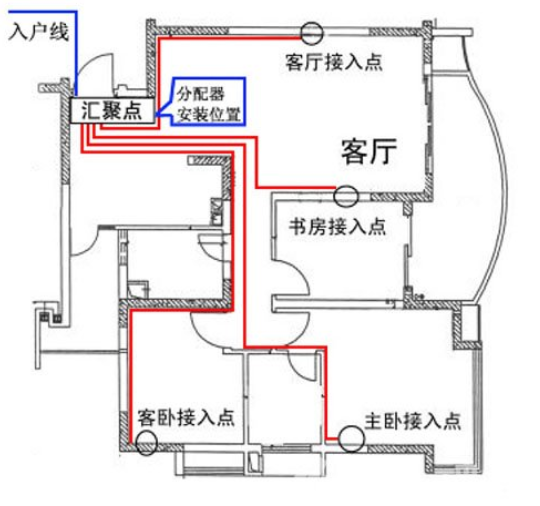 入户线
客厅接入点
汇聚点
分配器
安装位置
客厅
书房接入点
客卧接入点
主卧接入点